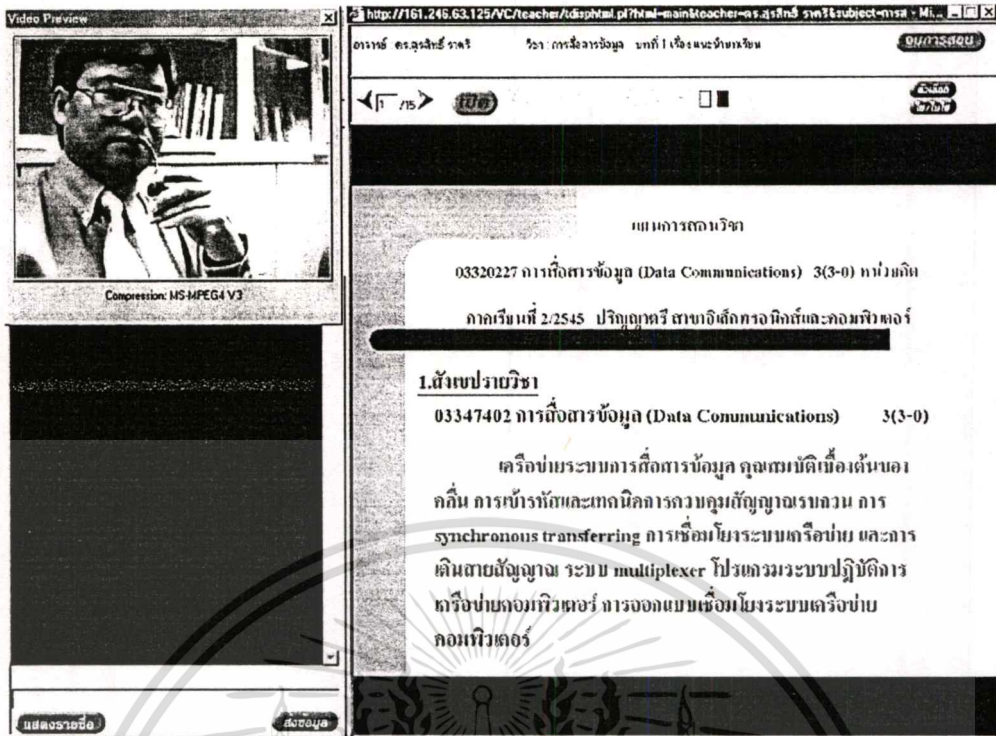 Video Preview
Compression: MS-MPEG4 V3
แสดงรายชื่อ
ส่งข้อมูล
http://161.246.63.125/VC/teacher/tdisphtml.pl?html=main&teacher=ดร.สุรสิทธิ์ ราตรี&subject=การส - Mi...
อาจารย์ ดร.สุรสิทธิ์ ราตรี วิชา : การสื่อสารข้อมูล บทที่ 1 เรื่อง แนะนำบทเรียน
จบการสอน
1 /15
เปิด
ตัวเลือก
แผนการสอนวิชา
03320227 การสื่อสารข้อมูล (Data Communications) 3(3-0) หน่วยกิต
ภาคเรียนที่ 2/2545 ปริญญาตรี สาขาอิเล็กทรอนิกส์และคอมพิวเตอร์
1.สังเขปรายวิชา
03347402 การสื่อสารข้อมูล (Data Communications) 3(3-0)
เครือข่ายระบบการสื่อสารข้อมูล คุณสมบัติเบื้องต้นของ
คลื่น การเข้ารหัสและเทคนิคการควบคุมสัญญาณรบกวน การ
synchronous transferring การเชื่อมโยงระบบเครือข่าย และการ
เดินสายสัญญาณ ระบบ multiplexer โปรแกรมระบบปฏิบัติการ
เครือข่ายคอมพิวเตอร์ การออกแบบเชื่อมโยงระบบเครือข่าย
คอมพิวเตอร์